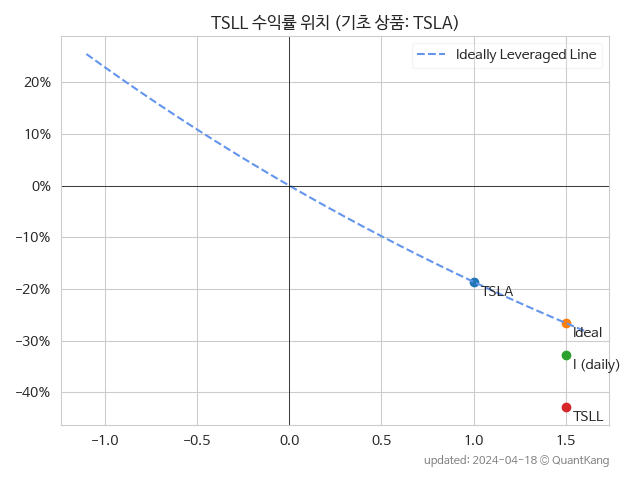 TSLL 수익률 위치 (기초 상품: TSLA)
Ideally Leveraged Line
20%
10%
0%
−10%
−20%
−30%
−40%
TSLA
Ideal
I (daily)
TSLL
−1.0
−0.5
0.0
0.5
1.0
1.5
updated: 2024-04-18 © QuantKang